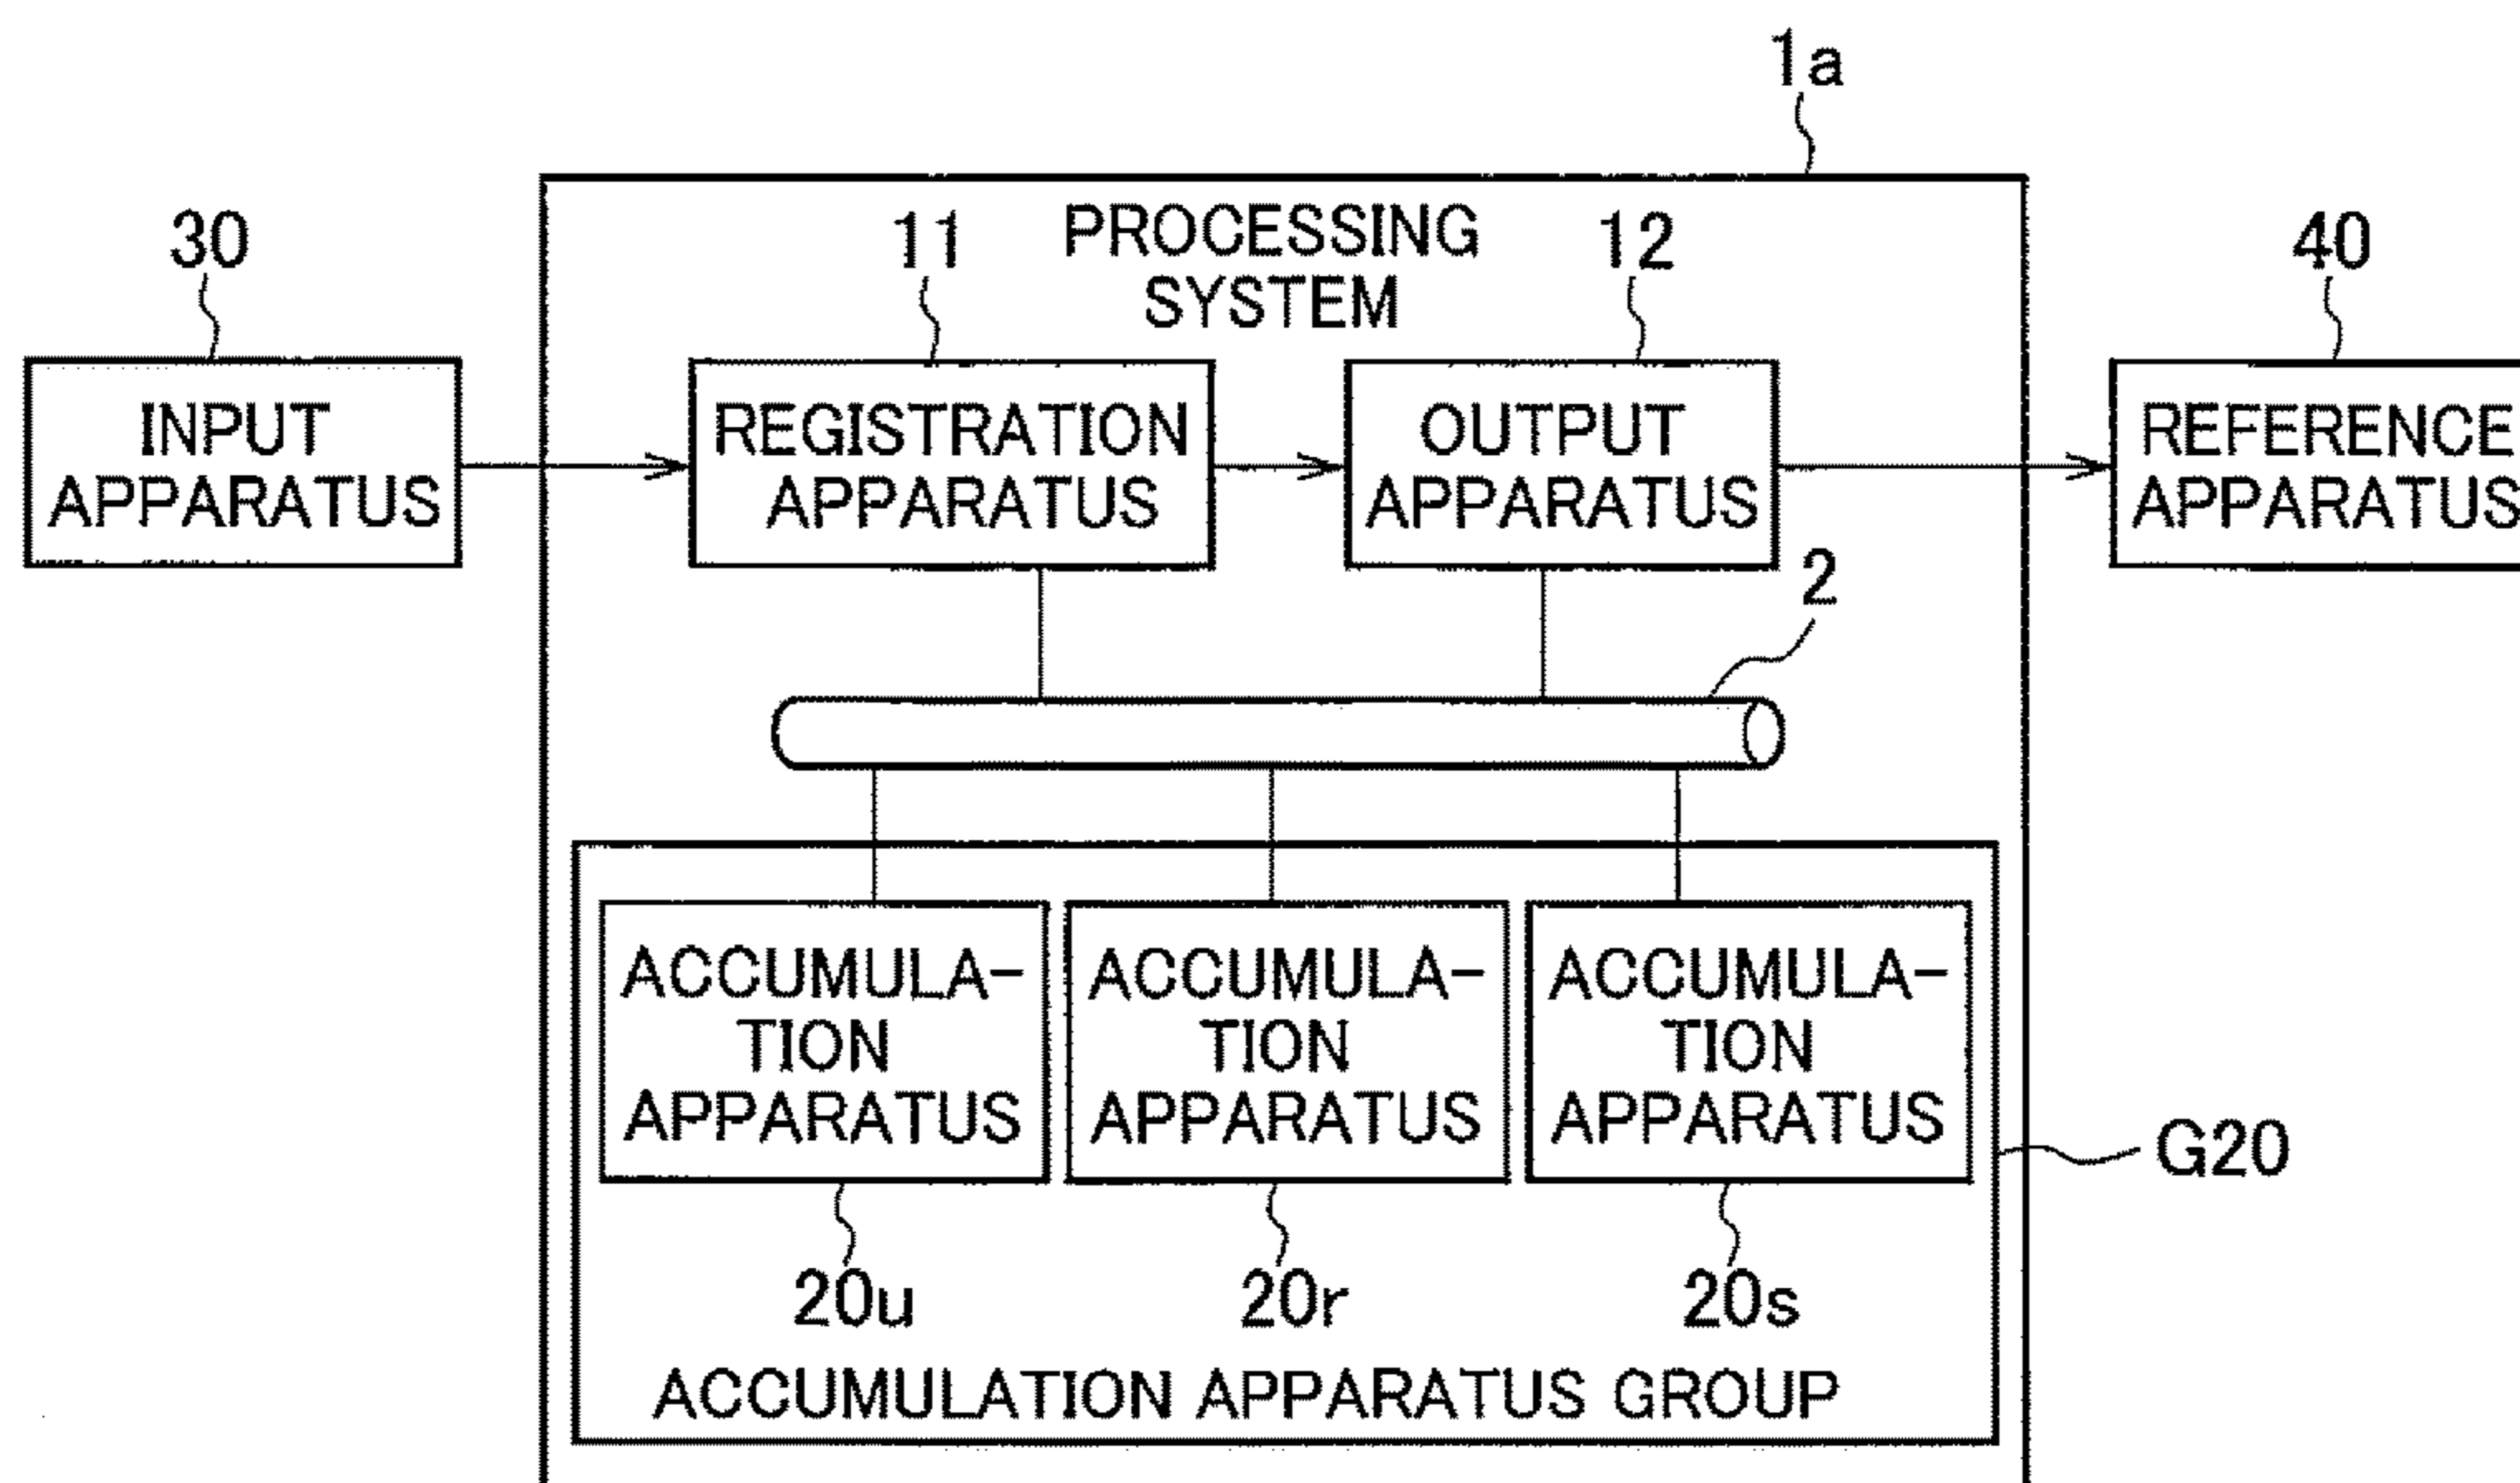 1a
PROCESSING
SYSTEM
30
11
12
40
INPUT
APPARATUS
REGISTRATION
APPARATUS
OUTPUT
APPARATUS
REFERENCE
APPARATUS
2
ACCUMULA-
TION
APPARATUS
ACCUMULA-
TION
APPARATUS
ACCUMULA-
TION
APPARATUS
G20
20u
20r
20s
ACCUMULATION APPARATUS GROUP